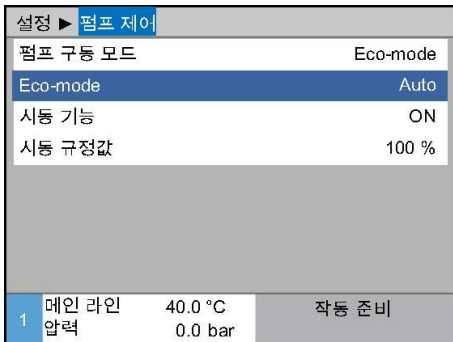 설정 ▶ 펌프 제어
펌프 구동 모드 Eco-mode
Eco-mode Auto
시동 기능 ON
시동 규정값 100 %
1 메인 라인 40.0 °C 작동 준비
압력 0.0 bar